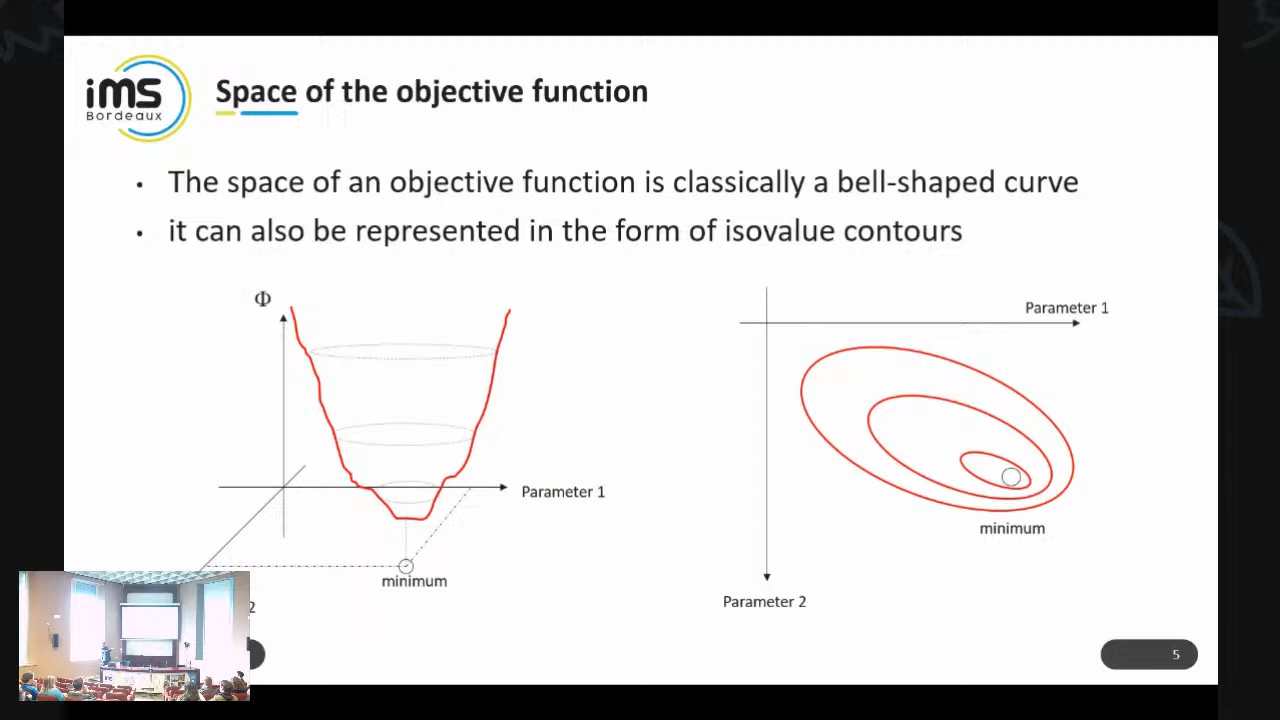 iMS
Bordeaux
Space of the objective function
• The space of an objective function is classically a bell-shaped curve
• it can also be represented in the form of isovalue contours
Φ
Parameter 1
minimum
2
Parameter 1
minimum
Parameter 2
5